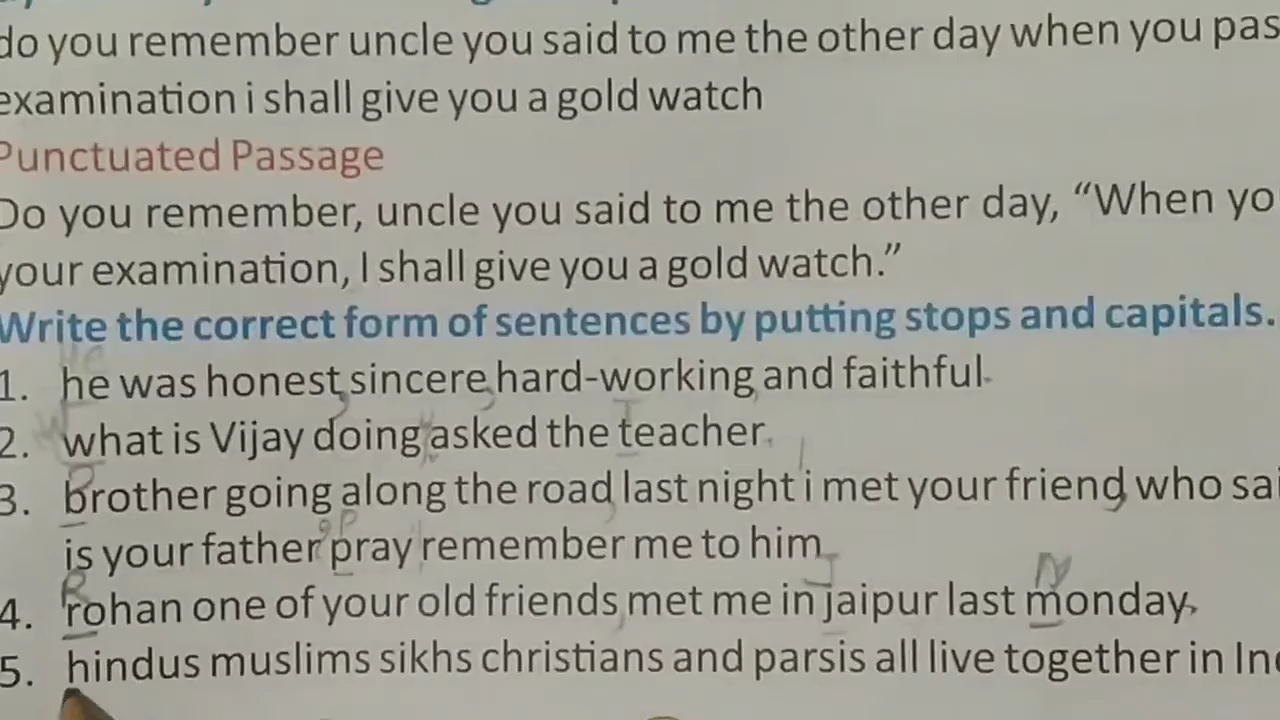 do you remember uncle you said to me the other day when you pas
examination i shall give you a gold watch
Punctuated Passage
Do you remember, uncle you said to me the other day, “When yo
your examination, I shall give you a gold watch.”
Write the correct form of sentences by putting stops and capitals.
1. he was honest, sincere, hard-working, and faithful.
2. what is Vijay doing asked the teacher.
3. brother going along the road, last night i met your friend, who sai
is your father pray remember me to him
4. rohan one of your old friends, met me in jaipur last monday.
5. hindus muslims sikhs christians and parsis all live together in In